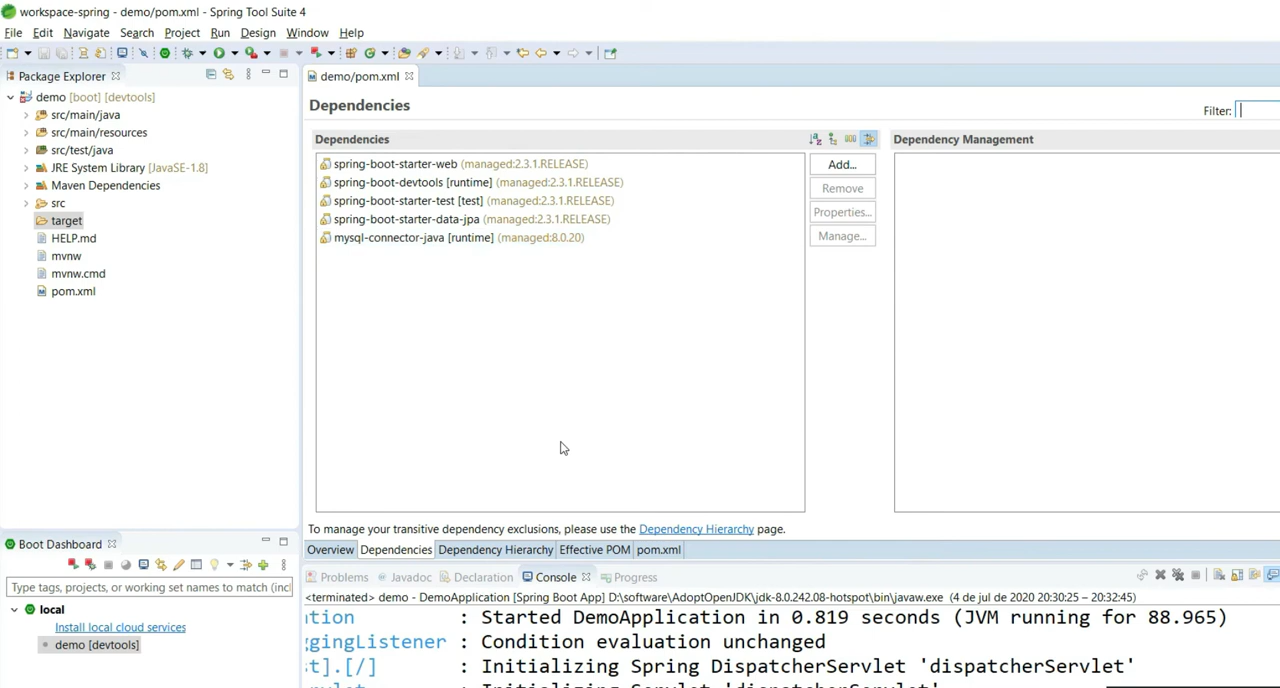 workspace-spring - demo/pom.xml - Spring Tool Suite 4
File Edit Navigate Search Project Run Design Window Help
Package Explorer
demo [boot] [devtools]
src/main/java
src/main/resources
src/test/java
JRE System Library [JavaSE-1.8]
Maven Dependencies
src
target
HELP.md
mvnw
mvnw.cmd
pom.xml
demo/pom.xml
Dependencies
Filter:
Dependencies
spring-boot-starter-web (managed:2.3.1.RELEASE)
spring-boot-devtools [runtime] (managed:2.3.1.RELEASE)
spring-boot-starter-test [test] (managed:2.3.1.RELEASE)
spring-boot-starter-data-jpa (managed:2.3.1.RELEASE)
mysql-connector-java [runtime] (managed:8.0.20)
Add...
Remove
Properties...
Manage...
Dependency Management
To manage your transitive dependency exclusions, please use the Dependency Hierarchy page.
Overview Dependencies Dependency Hierarchy Effective POM pom.xml
Boot Dashboard
Type tags, projects, or working set names to match (incl
local
Install local cloud services
demo [devtools]
Problems Javadoc Declaration Console Progress
<terminated> demo - DemoApplication [Spring Boot App] D:\software\AdoptOpenJDK\jdk-8.0.242.08-hotspot\bin\javaw.exe (4 de jul de 2020 20:30:25 – 20:32:45)
ition : Started DemoApplication in 0.819 seconds (JVM running for 88.965)
ggingListener : Condition evaluation unchanged
st].[/] : Initializing Spring DispatcherServlet 'dispatcherServlet'
: Initializing Servlet 'dispatcherServlet'